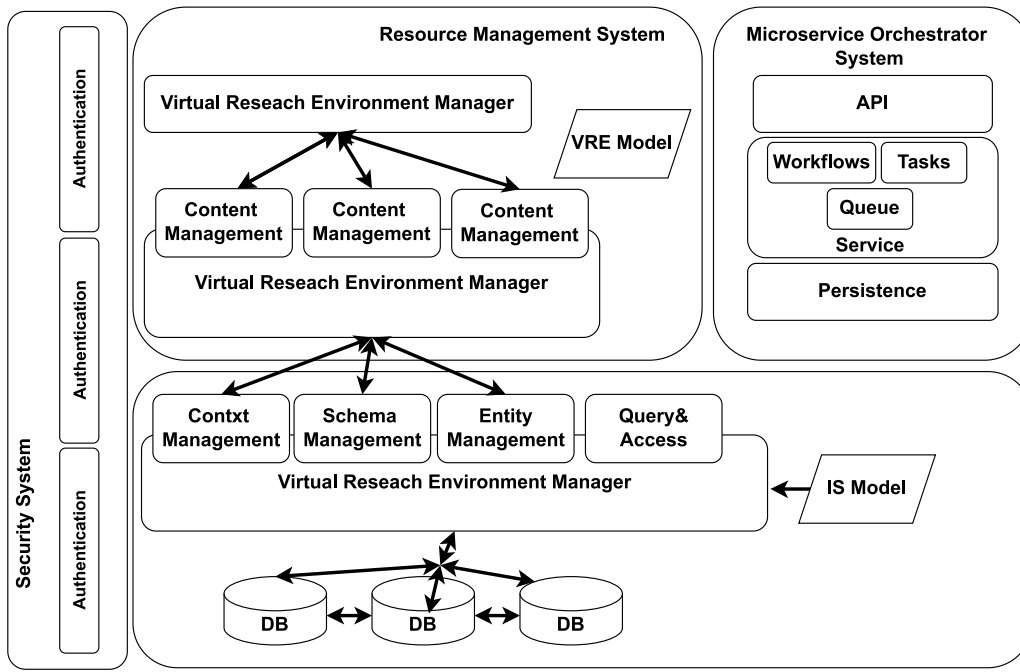 Security System
Authentication
Authentication
Authentication
Resource Management System
Virtual Reseach Environment Manager
VRE Model
Content
Management
Content
Management
Content
Management
Virtual Reseach Environment Manager
Microservice Orchestrator
System
API
Workflows
Tasks
Queue
Service
Persistence
Contxt
Management
Schema
Management
Entity
Management
Query&
Access
Virtual Reseach Environment Manager
IS Model
DB
DB
DB